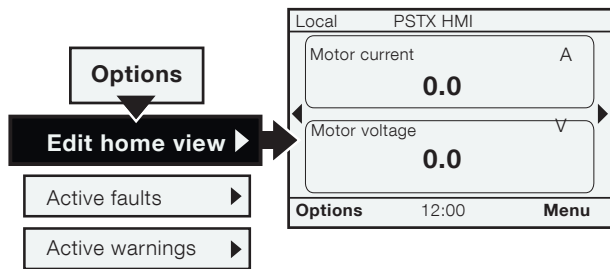 Options
Edit home view
Active faults
Active warnings
Local PSTX HMI
Motor current A
0.0
Motor voltage V
0.0
Options 12:00 Menu